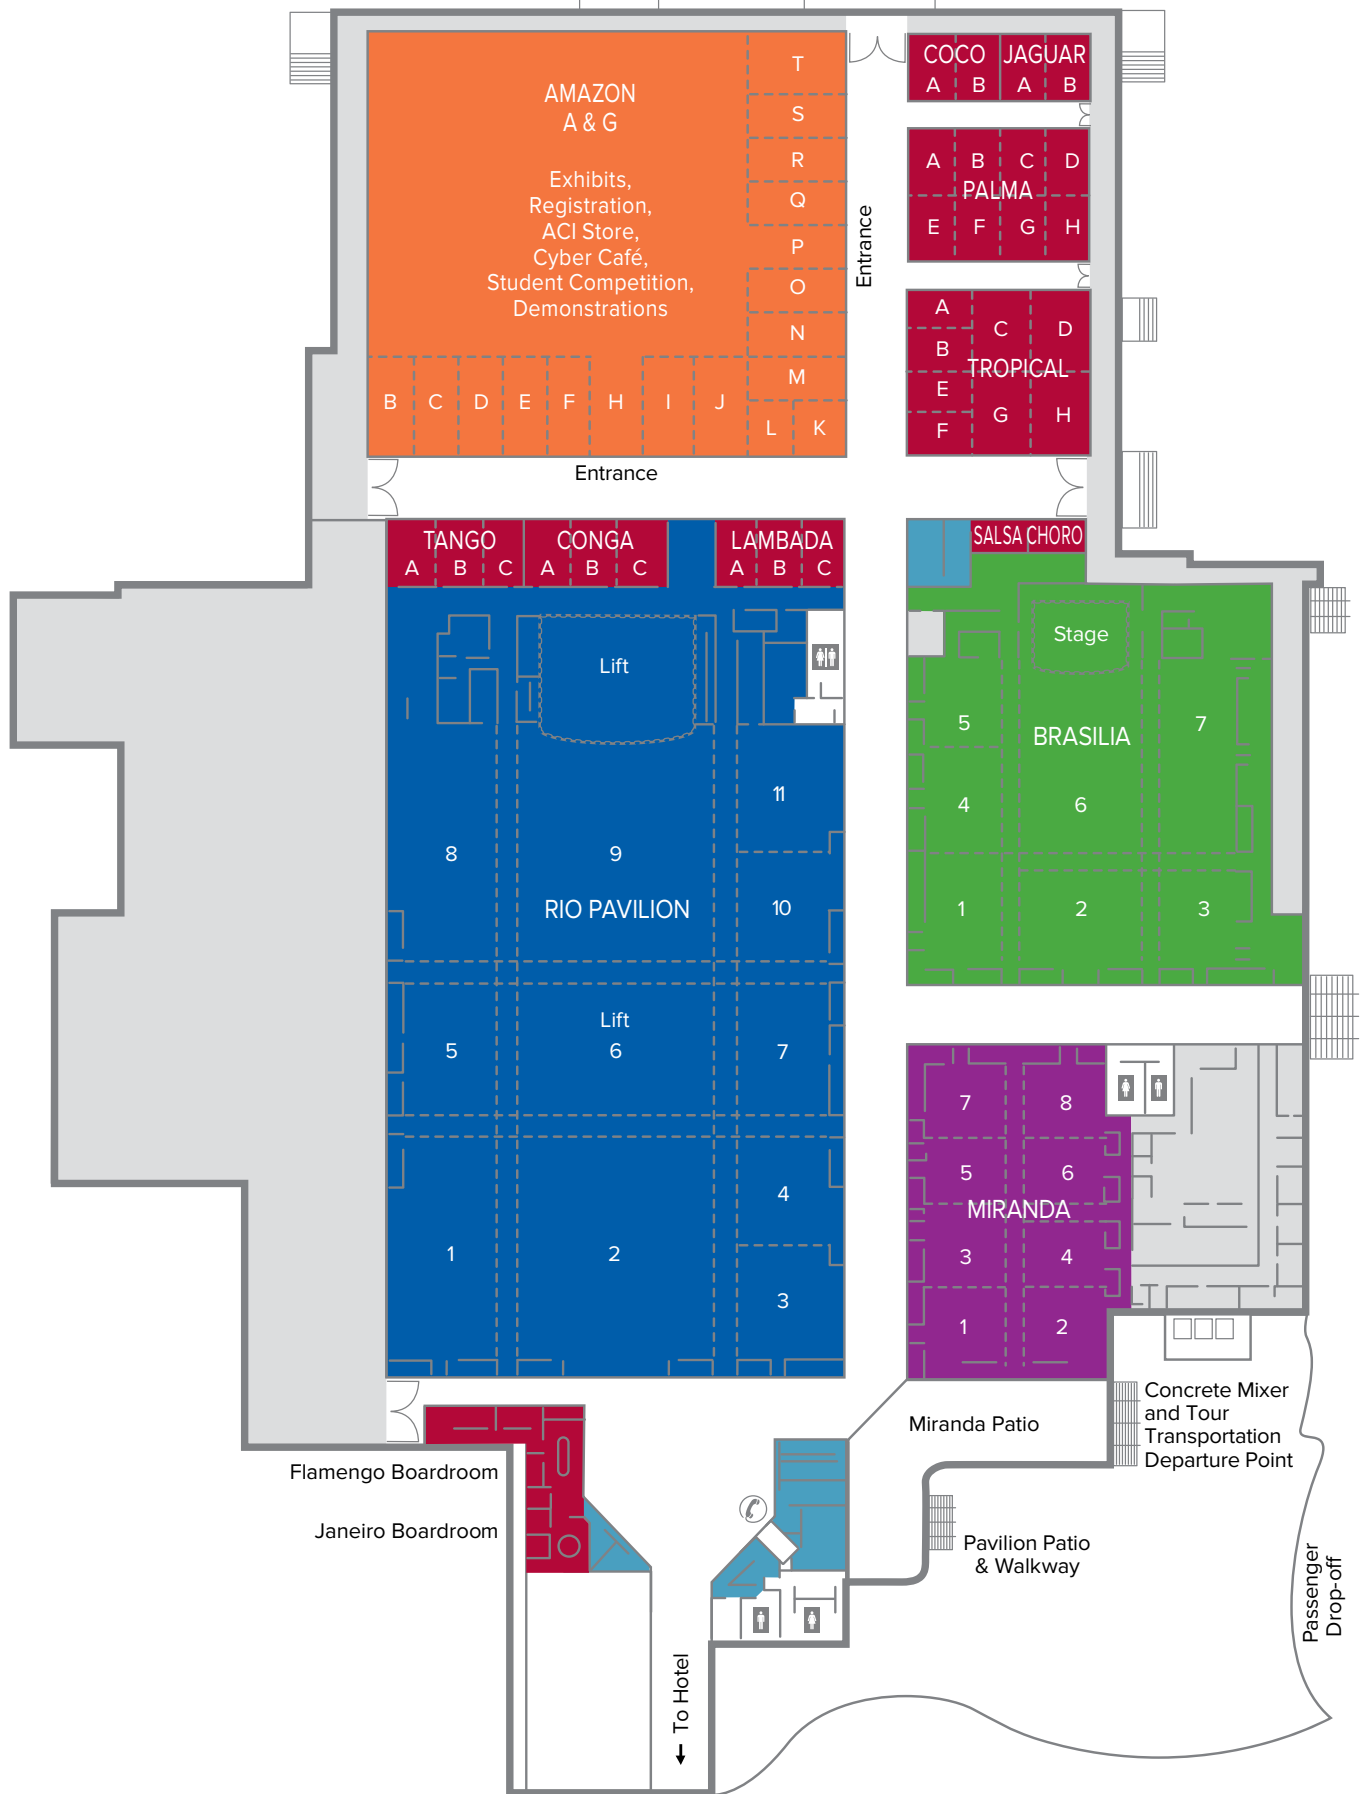 AMAZON
A & G
Exhibits,
Registration,
ACI Store,
Cyber Café,
Student Competition,
Demonstrations
T
S
R
Q
P
O
N
M
L K
B C D E F H I J
Entrance
Entrance
COCO JAGUAR
A B A B
A B C D
PALMA
E F G H
A
B
C D
TROPICAL
E
F
G H
TANGO
A B C
CONGA
A B C
LAMBADA
A B C
SALSA CHORO
Lift
11
8 9
RIO PAVILION
10
Lift
5 6 7
4
1 2
3
Stage
5 7
BRASILIA
4 6
1 2 3
7 8
5 6
MIRANDA
3 4
1 2
Miranda Patio
Concrete Mixer
and Tour
Transportation
Departure Point
Flamengo Boardroom
Janeiro Boardroom
Pavilion Patio
& Walkway
Passenger
Drop-off
To Hotel